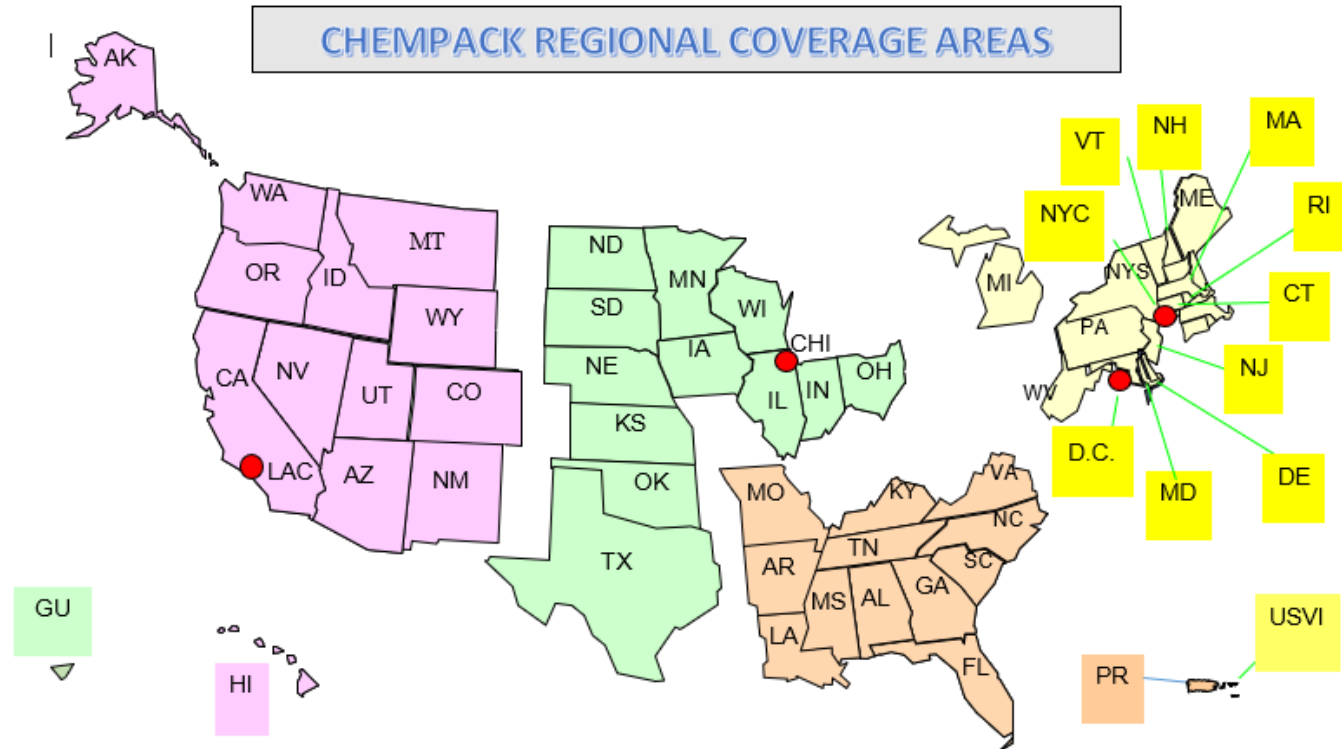 CHEMPACK REGIONAL COVERAGE AREAS
AK
WA
MT
OR
ID
WY
NV
CA
UT
CO
LAC
AZ
NM
ND
MN
SD
WI
NE
IA
CHI
OH
IL
IN
KS
OK
TX
MO
KY
VA
NC
TN
AR
SC
MS
AL
GA
LA
FL
VT
NH
MA
NYC
ME
RI
NYS
MI
CT
PA
NJ
WV
D.C.
MD
DE
GU
HI
PR
USVI